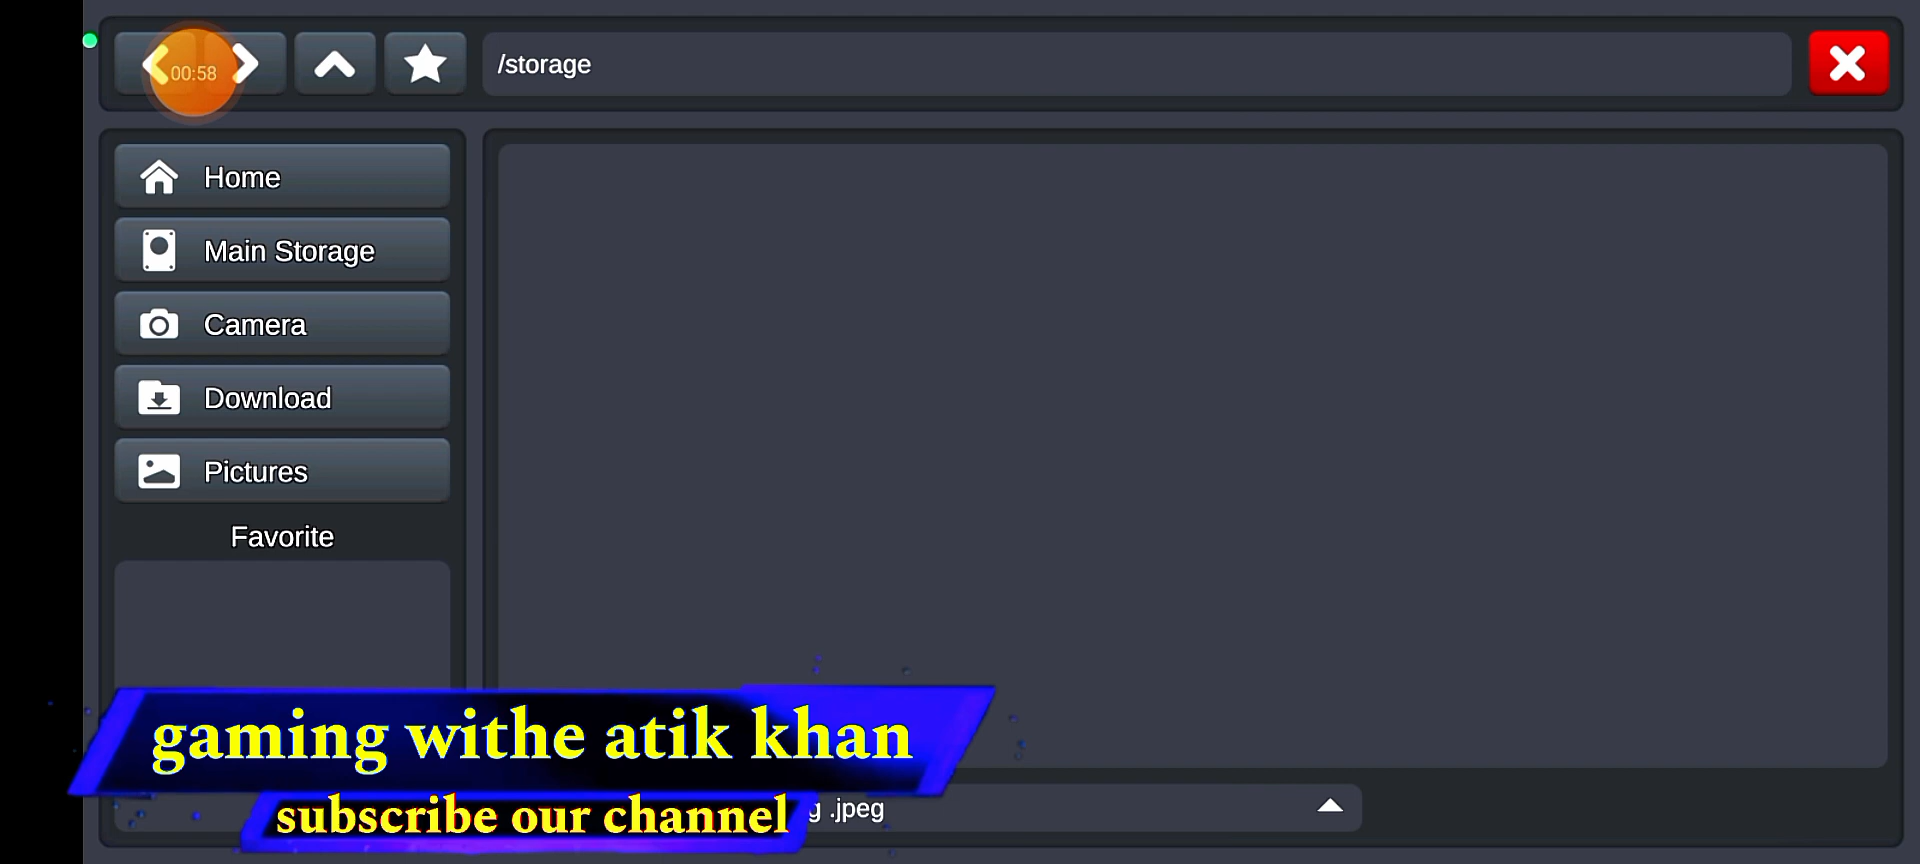 00:58
/storage
Home
Main Storage
Camera
Download
Pictures
Favorite
gaming withe atik khan
.jpeg
subscribe our channel